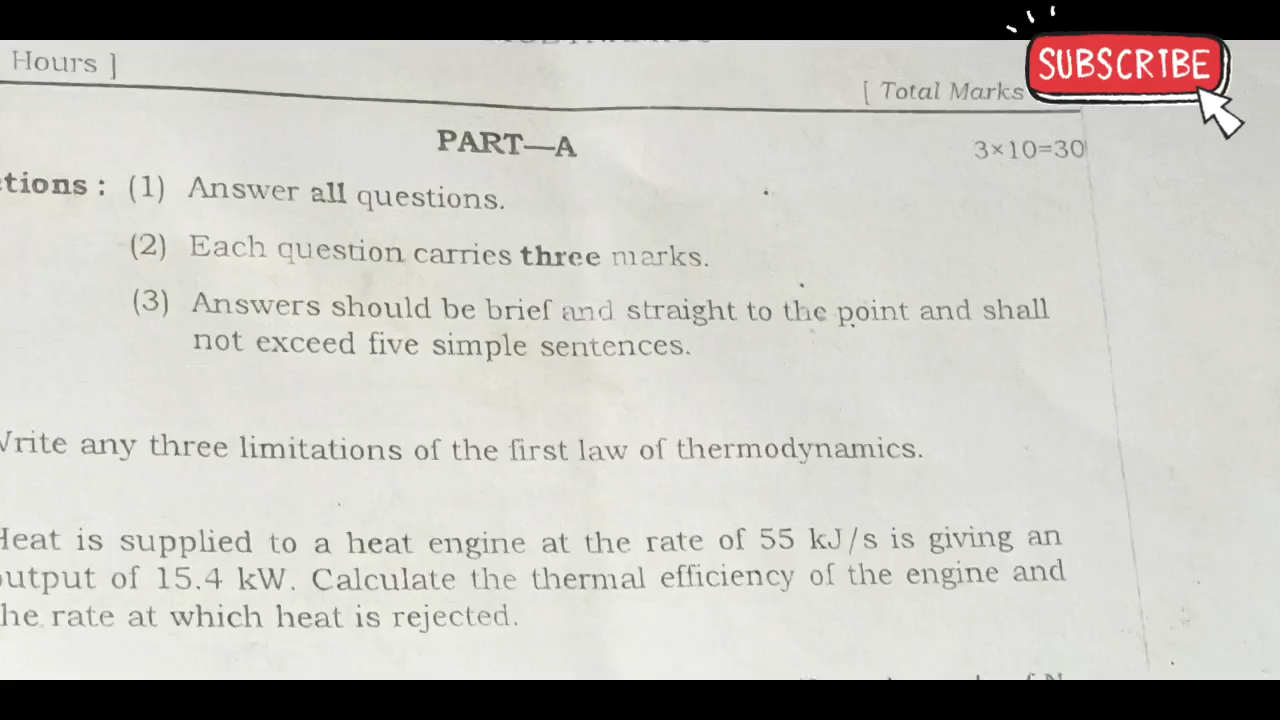 Hours ]
SUBSCRIBE
[ Total Marks
PART—A
3×10=30
tions : (1) Answer all questions.
(2) Each question carries three marks.
(3) Answers should be brief and straight to the point and shall
not exceed five simple sentences.
Write any three limitations of the first law of thermodynamics.
Heat is supplied to a heat engine at the rate of 55 kJ/s is giving an
output of 15.4 kW. Calculate the thermal efficiency of the engine and
the rate at which heat is rejected.